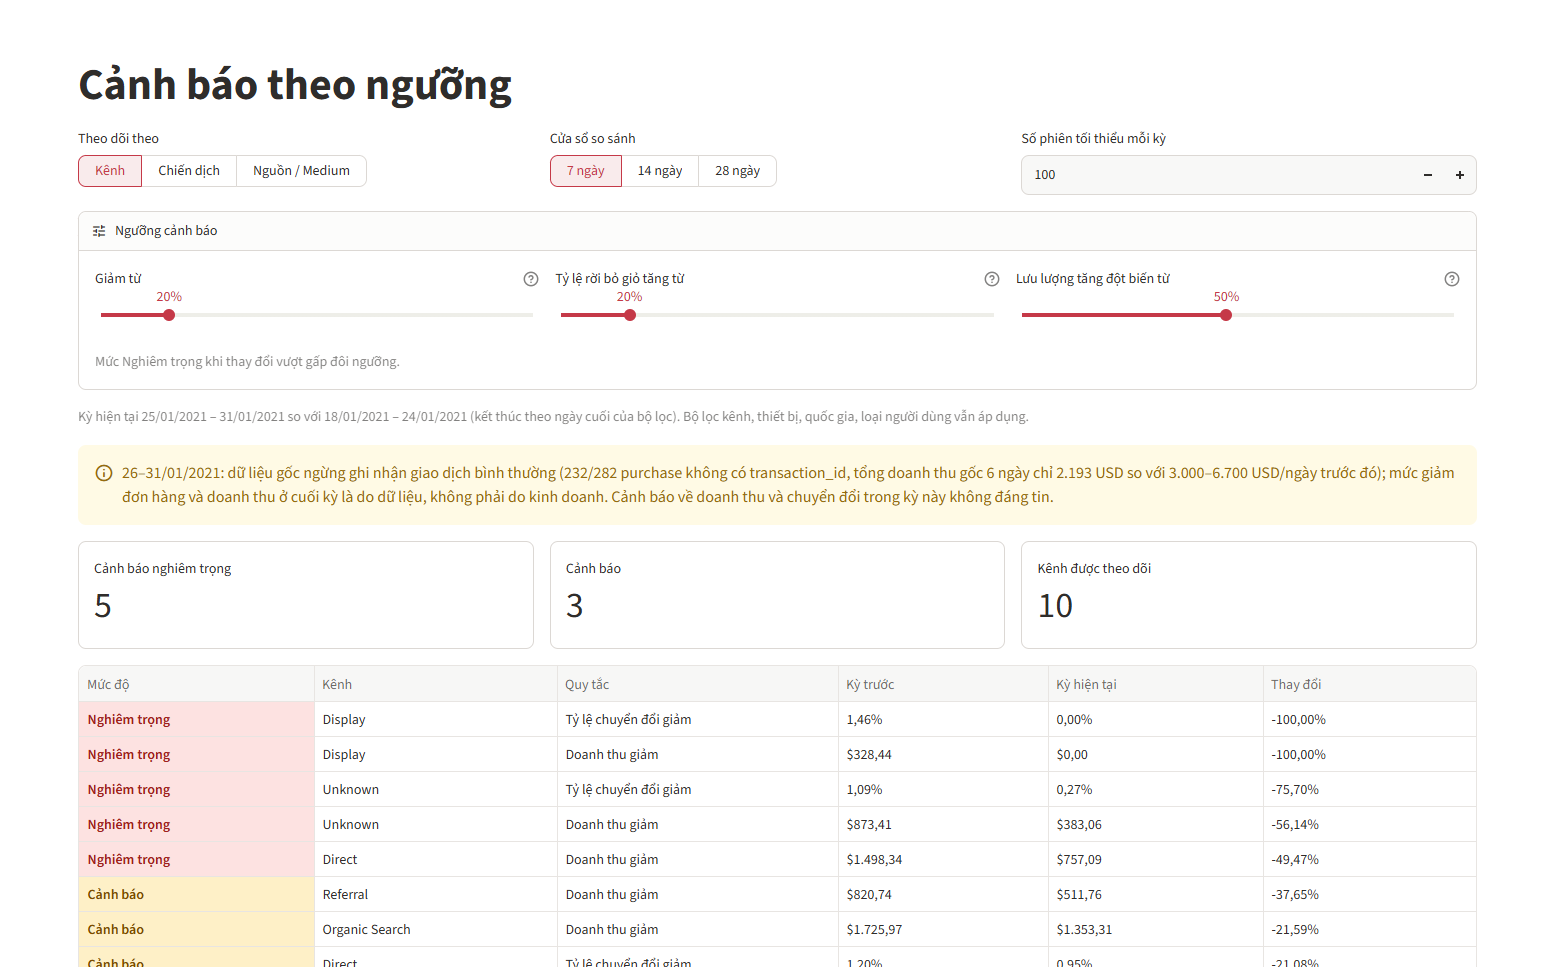 Cảnh báo theo ngưỡng
Theo dõi theo
Kênh Chiến dịch Nguồn / Medium
Cửa sổ so sánh
7 ngày 14 ngày 28 ngày
Số phiên tối thiểu mỗi kỳ
100
Ngưỡng cảnh báo
Giảm từ
20%
Tỷ lệ rời bỏ giỏ tăng từ
20%
Lưu lượng tăng đột biến từ
50%
Mức Nghiêm trọng khi thay đổi vượt gấp đôi ngưỡng.
Kỳ hiện tại 25/01/2021 – 31/01/2021 so với 18/01/2021 – 24/01/2021 (kết thúc theo ngày cuối của bộ lọc). Bộ lọc kênh, thiết bị, quốc gia, loại người dùng vẫn áp dụng.
26–31/01/2021: dữ liệu gốc ngừng ghi nhận giao dịch bình thường (232/282 purchase không có transaction_id, tổng doanh thu gốc 6 ngày chỉ 2.193 USD so với 3.000–6.700 USD/ngày trước đó); mức giảm
đơn hàng và doanh thu ở cuối kỳ là do dữ liệu, không phải do kinh doanh. Cảnh báo về doanh thu và chuyển đổi trong kỳ này không đáng tin.
Cảnh báo nghiêm trọng
5
Cảnh báo
3
Kênh được theo dõi
10
Mức độ Kênh Quy tắc Kỳ trước Kỳ hiện tại Thay đổi
Nghiêm trọng Display Tỷ lệ chuyển đổi giảm 1,46% 0,00% -100,00%
Nghiêm trọng Display Doanh thu giảm $328,44 $0,00 -100,00%
Nghiêm trọng Unknown Tỷ lệ chuyển đổi giảm 1,09% 0,27% -75,70%
Nghiêm trọng Unknown Doanh thu giảm $873,41 $383,06 -56,14%
Nghiêm trọng Direct Doanh thu giảm $1.498,34 $757,09 -49,47%
Cảnh báo Referral Doanh thu giảm $820,74 $511,76 -37,65%
Cảnh báo Organic Search Doanh thu giảm $1.725,97 $1.353,31 -21,59%
Cảnh báo Direct Tỷ lệ chuyển đổi giảm 1,20% 0,95% -21,08%